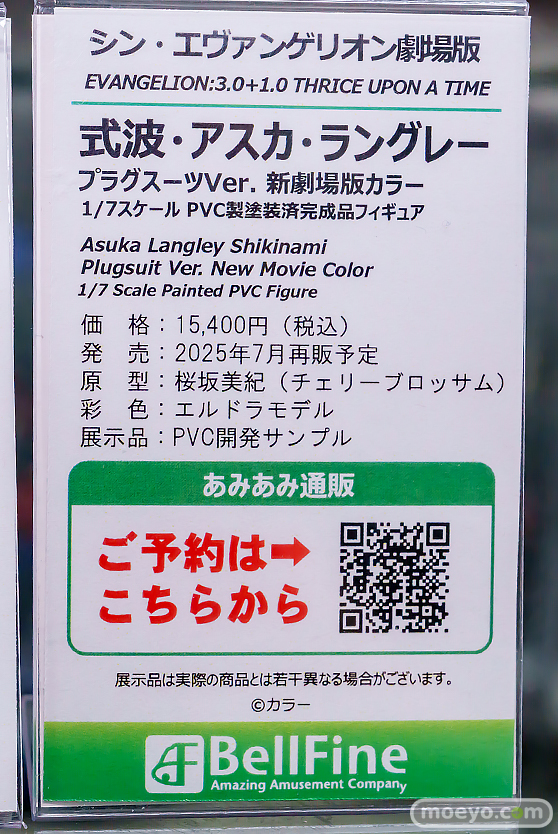 シン・エヴァンゲリオン劇場版
EVANGELION:3.0+1.0 THRICE UPON A TIME
式波・アスカ・ラングレー
プラグスーツVer. 新劇場版カラー
1/7スケール PVC製塗装済完成品フィギュア
Asuka Langley Shikinami
Plugsuit Ver. New Movie Color
1/7 Scale Painted PVC Figure
価　格：15,400円（税込）
発　売：2025年7月再販予定
原　型：桜坂美紀（チェリーブロッサム）
彩　色：エルドラモデル
展示品：PVC開発サンプル
あみあみ通販
ご予約は➡
こちらから
展示品は実際の商品とは若干異なる場合がございます。
©カラー
BellFine
Amazing Amusement Company
moeyo.com